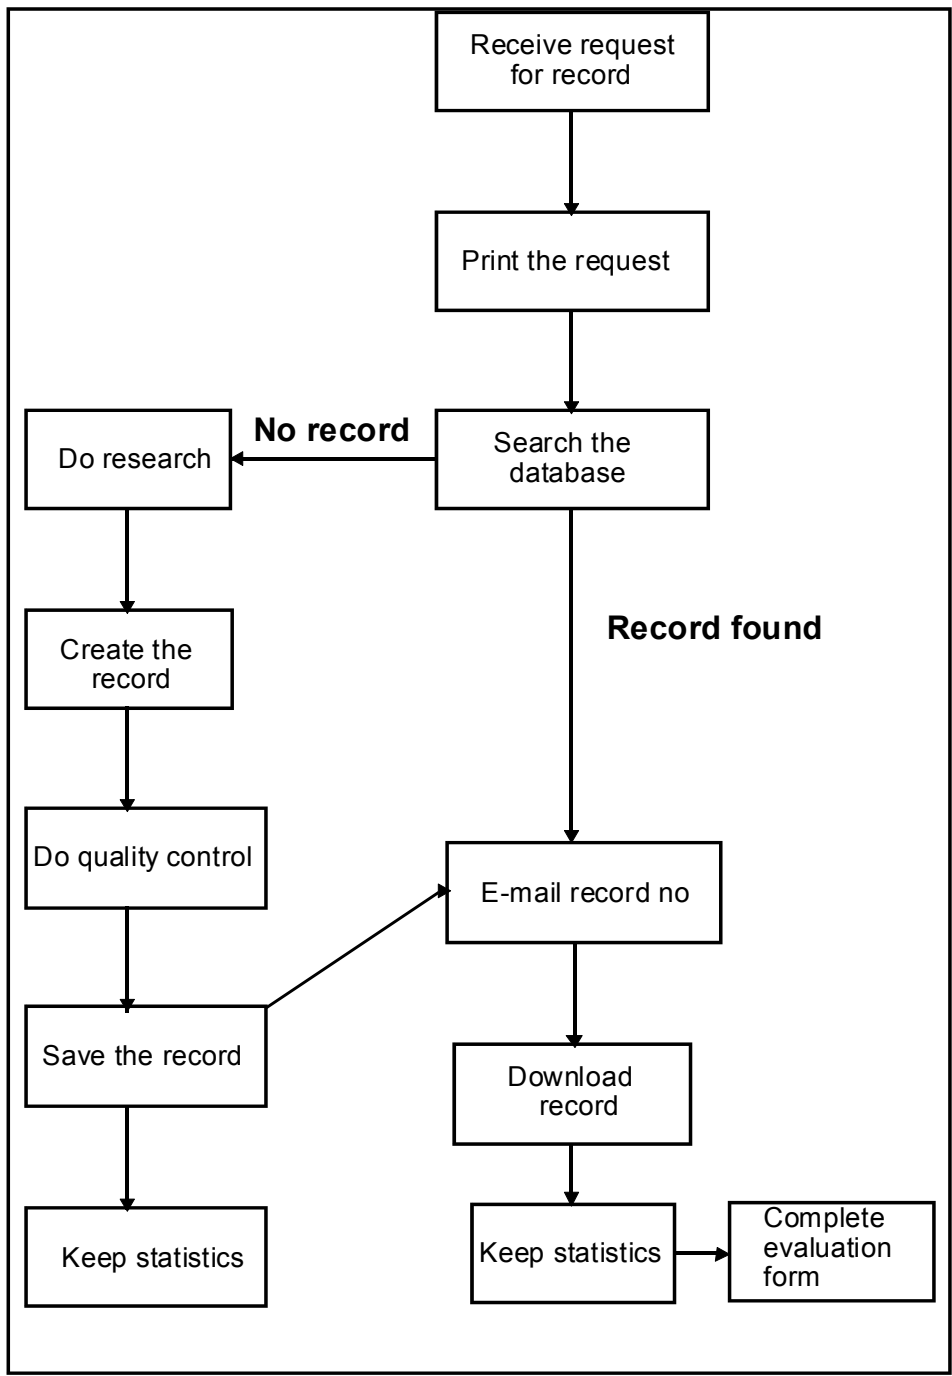 Receive request
for record
Print the request
Search the
database
No record
Do research
Record found
Create the
record
Do quality control
E-mail record no
Save the record
Download
record
Keep statistics
Keep statistics
Complete
evaluation
form